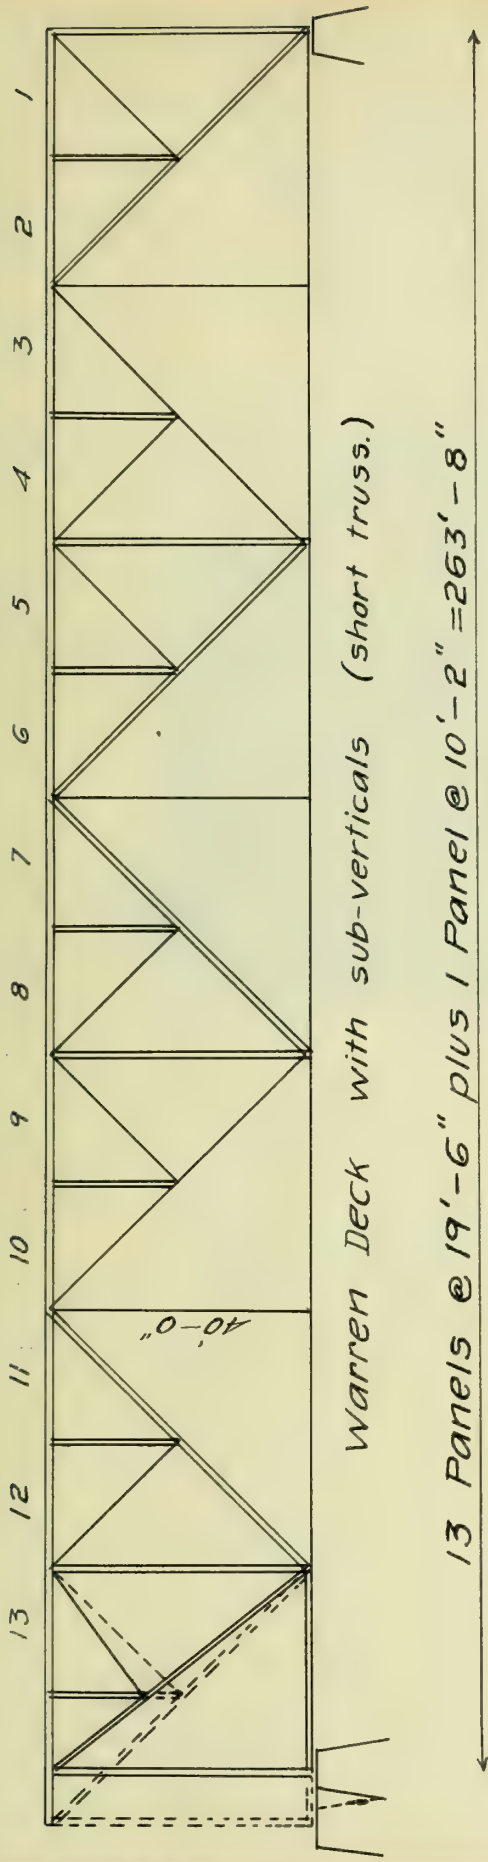 13 12 11 10 9 8 7 6 5 4 3 2 1
40'-0"
Warren Deck with sub-verticals (short truss.)
13 Panels @ 19'-6" plus 1 Panel @ 10'-2" = 263'-8"